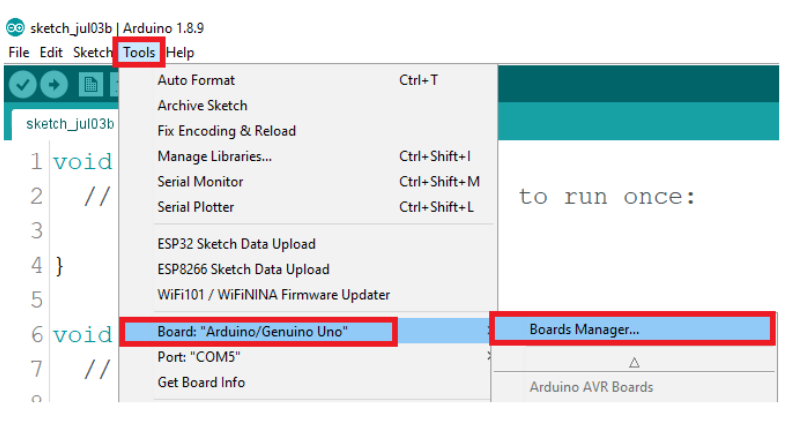 sketch_jul03b | Arduino 1.8.9
File Edit Sketch Tools Help
Auto Format Ctrl+T
Archive Sketch
sketch_jul03b
Fix Encoding & Reload
1 void
Manage Libraries... Ctrl+Shift+I
Serial Monitor Ctrl+Shift+M
2 // to run once:
Serial Plotter Ctrl+Shift+L
3
ESP32 Sketch Data Upload
4 }
ESP8266 Sketch Data Upload
5
WiFi101 / WiFiNINA Firmware Updater
6 void
Board: "Arduino/Genuino Uno"
Boards Manager...
Port: "COM5"
7 //
Get Board Info
Arduino AVR Boards